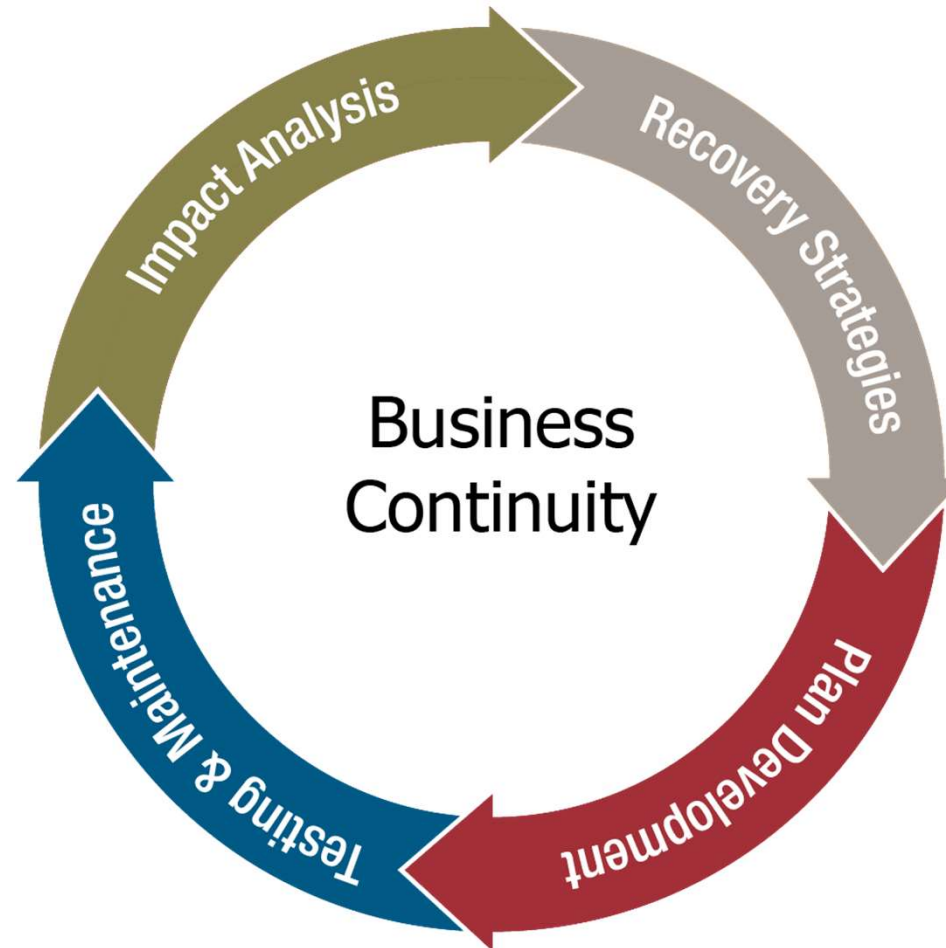 Impact Analysis
Recovery Strategies
Plan Development
Testing & Maintenance
Business
Continuity